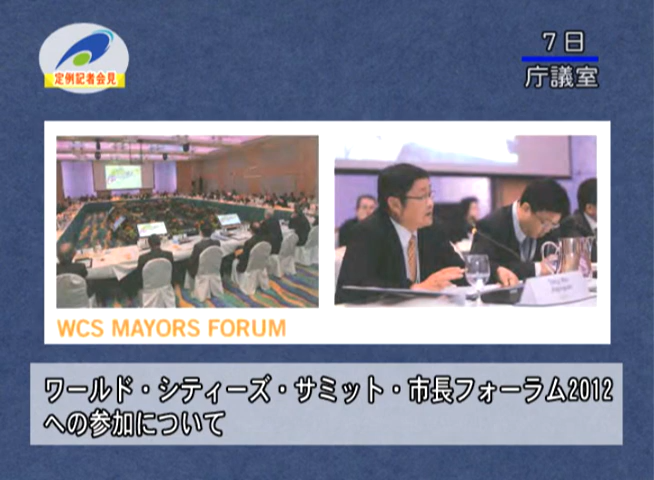 定例記者会見
7日
庁議室
WCS MAYORS FORUM
ワールド・シティーズ・サミット・市長フォーラム2012
への参加について